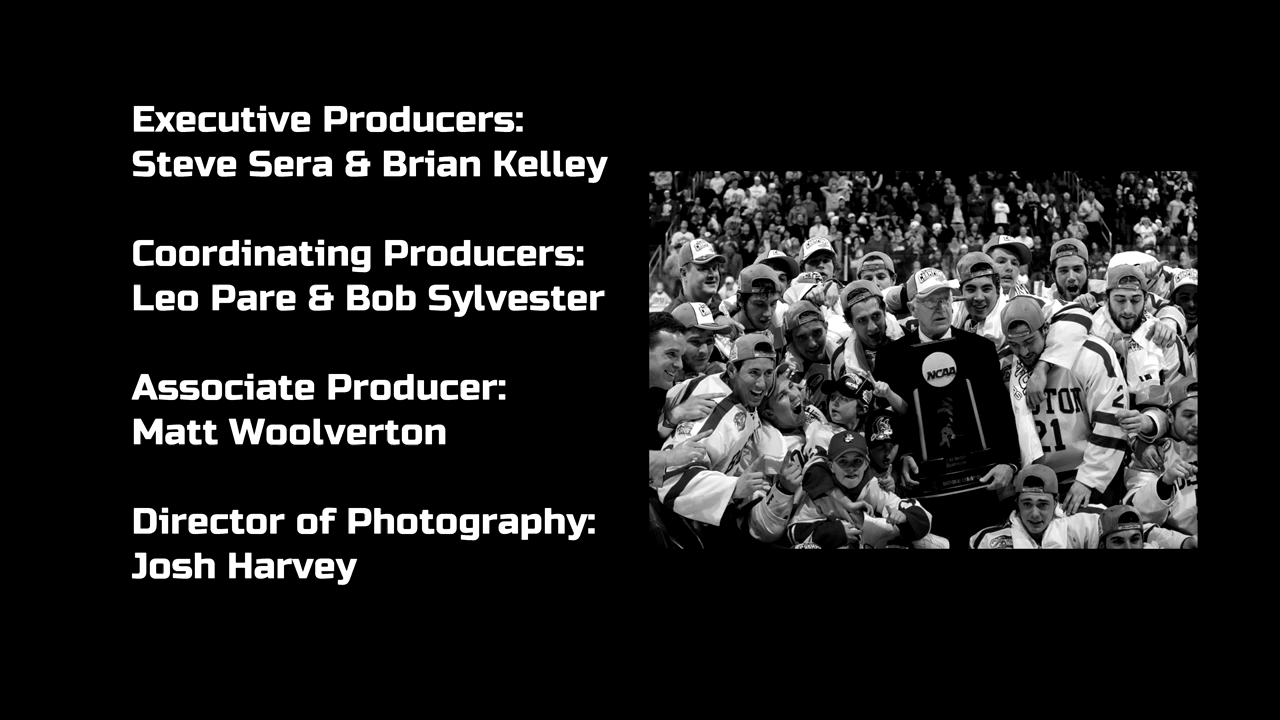 Executive Producers:
Steve Sera & Brian Kelley
Coordinating Producers:
Leo Pare & Bob Sylvester
Associate Producer:
Matt Woolverton
Director of Photography:
Josh Harvey
NCAA
21